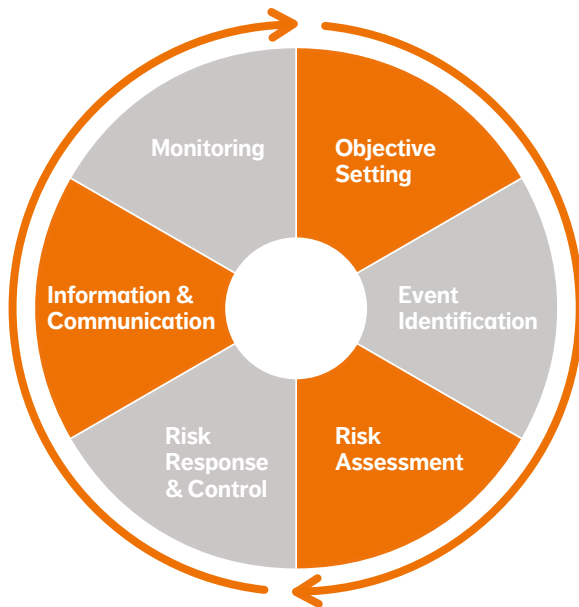 Monitoring
Objective
Setting
Information &
Communication
Event
Identification
Risk
Response
& Control
Risk
Assessment